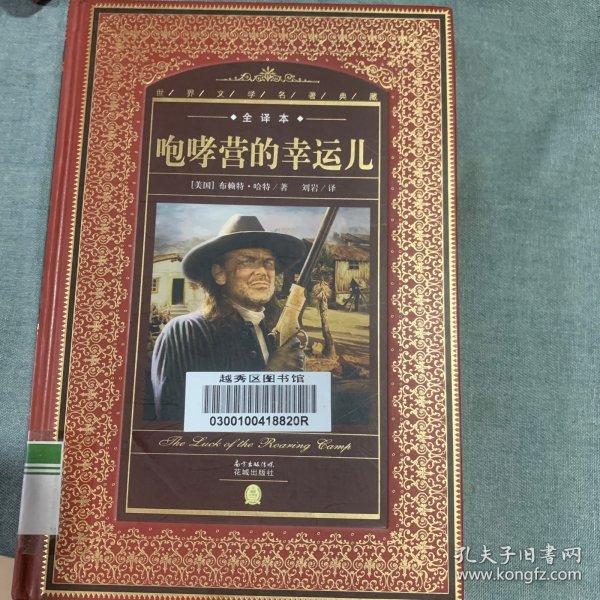 世/界/文/学/名/著/典/藏
全译本
咆哮营的幸运儿
[美国] 布赖特·哈特/著 刘岩/译
越秀区图书馆
0300100418820R
The Luck of the Roaring Camp
南方出版传媒
花城出版社
孔夫子旧书网
www.kongfz.com